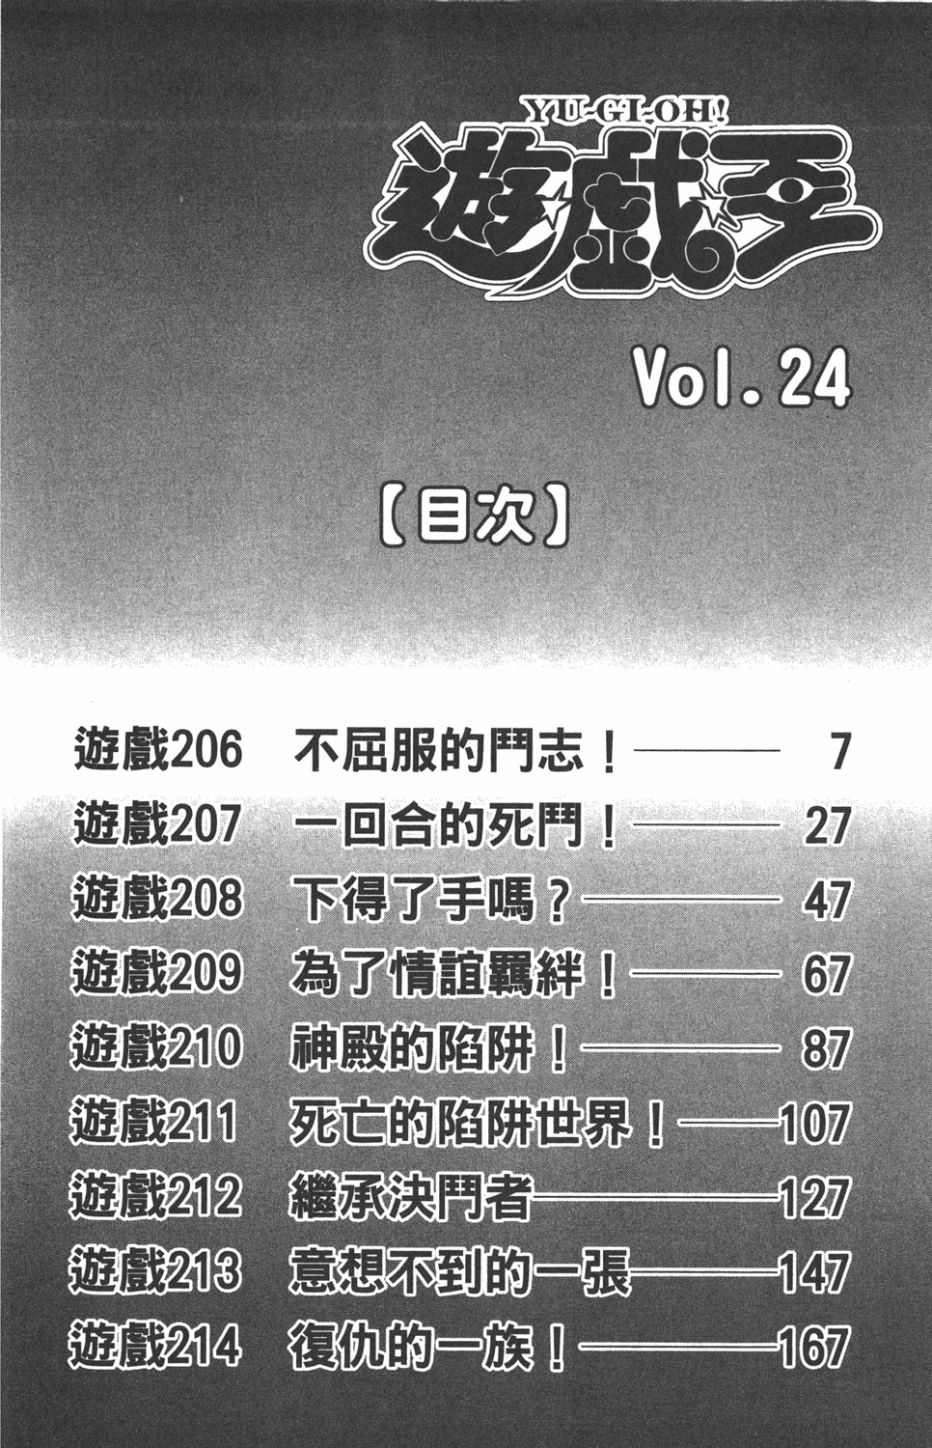 YU-GI-OH!
遊戲王
Vol.24
【目次】
遊戲206 不屈服的鬥志！ 7
遊戲207 一回合的死鬥！ 27
遊戲208 下得了手嗎？ 47
遊戲209 為了情誼羈絆！ 67
遊戲210 神殿的陷阱！ 87
遊戲211 死亡的陷阱世界！ 107
遊戲212 繼承決鬥者 127
遊戲213 意想不到的一張 147
遊戲214 復仇的一族！ 167